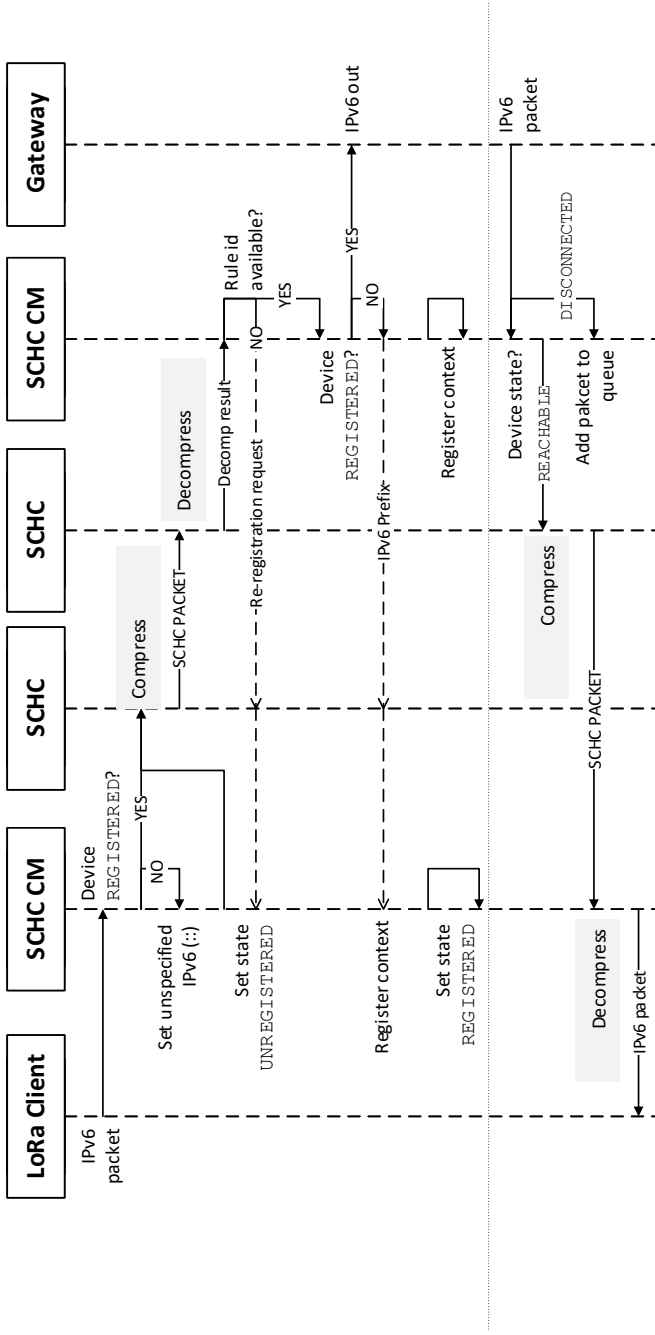 LoRa Client
SCHC CM
SCHC
SCHC
SCHC CM
Gateway
IPv6
packet
Device
REGISTERED?
YES
NO
Set unspecified
IPv6 (::)
Compress
SCHC PACKET
Decompress
Decomp result
Rule id
available?
NO
YES
Re-registration request
Set state
UNREGISTERED
Device
REGISTERED?
YES
IPv6 out
NO
IPv6 Prefix
Register context
Register context
Set state
REGISTERED
IPv6
packet
Device state?
REACHABLE
DISCONNECTED
Add pakcet to
queue
Compress
SCHC PACKET
Decompress
IPv6 packet